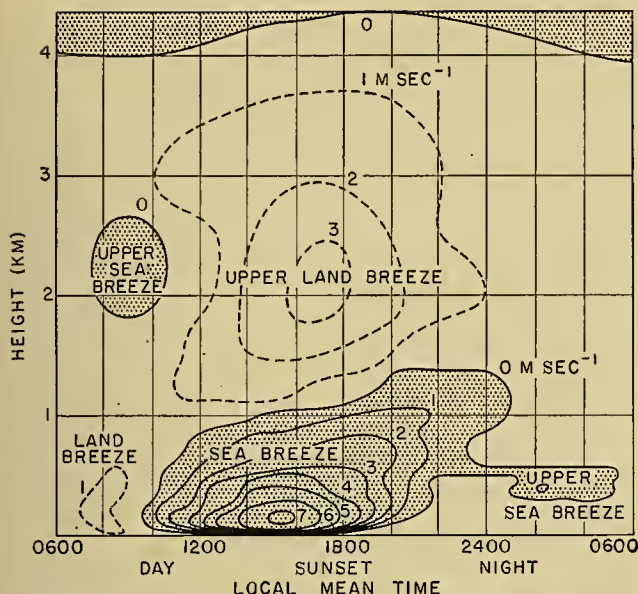 4
3
2
1
0
HEIGHT (KM)
0
1 M SEC⁻¹
2
3
0
UPPER
SEA
BREEZE
UPPER LAND BREEZE
0 M SEC⁻¹
1
2
3
4
5
6
7
SEA BREEZE
LAND
BREEZE
1
UPPER
SEA BREEZE
0600 1200 1800 2400 0600
DAY SUNSET NIGHT
LOCAL MEAN TIME